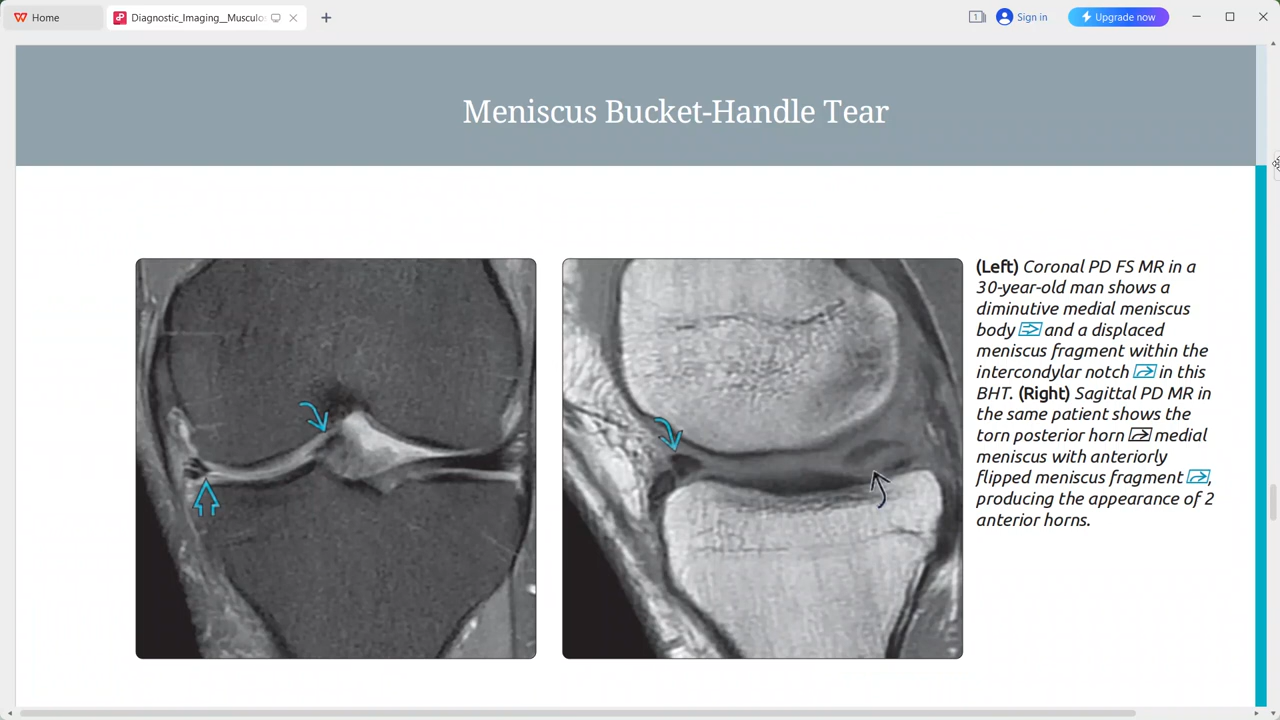 Home
Diagnostic_Imaging__Musculos
1
Sign in
Upgrade now
Meniscus Bucket-Handle Tear
(Left) Coronal PD FS MR in a
30-year-old man shows a
diminutive medial meniscus
body and a displaced
meniscus fragment within the
intercondylar notch in this
BHT. (Right) Sagittal PD MR in
the same patient shows the
torn posterior horn medial
meniscus with anteriorly
flipped meniscus fragment ,
producing the appearance of 2
anterior horns.